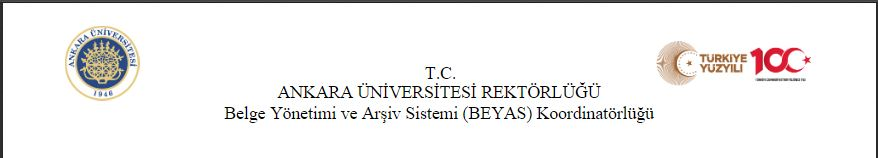 ANKARA ÜNİVERSİTESİ
1946
TÜRKİYE
YÜZYILI
100
T.C.
ANKARA ÜNİVERSİTESİ REKTÖRLÜĞÜ
Belge Yönetimi ve Arşiv Sistemi (BEYAS) Koordinatörlüğü